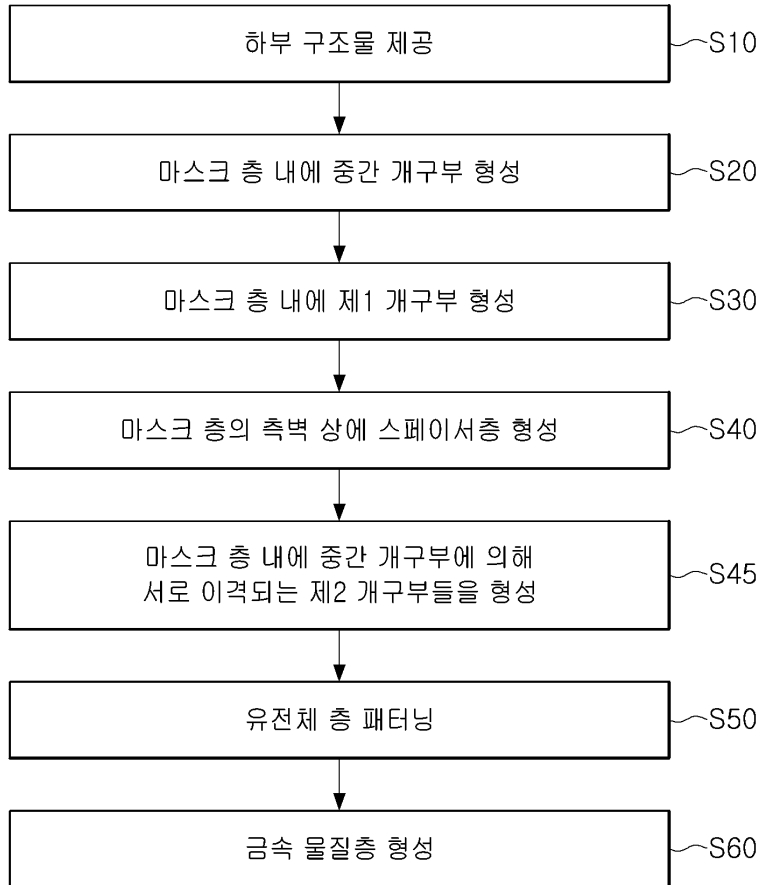 하부 구조물 제공
S10
마스크 층 내에 중간 개구부 형성
S20
마스크 층 내에 제1 개구부 형성
S30
마스크 층의 측벽 상에 스페이서층 형성
S40
마스크 층 내에 중간 개구부에 의해
서로 이격되는 제2 개구부들을 형성
S45
유전체 층 패터닝
S50
금속 물질층 형성
S60